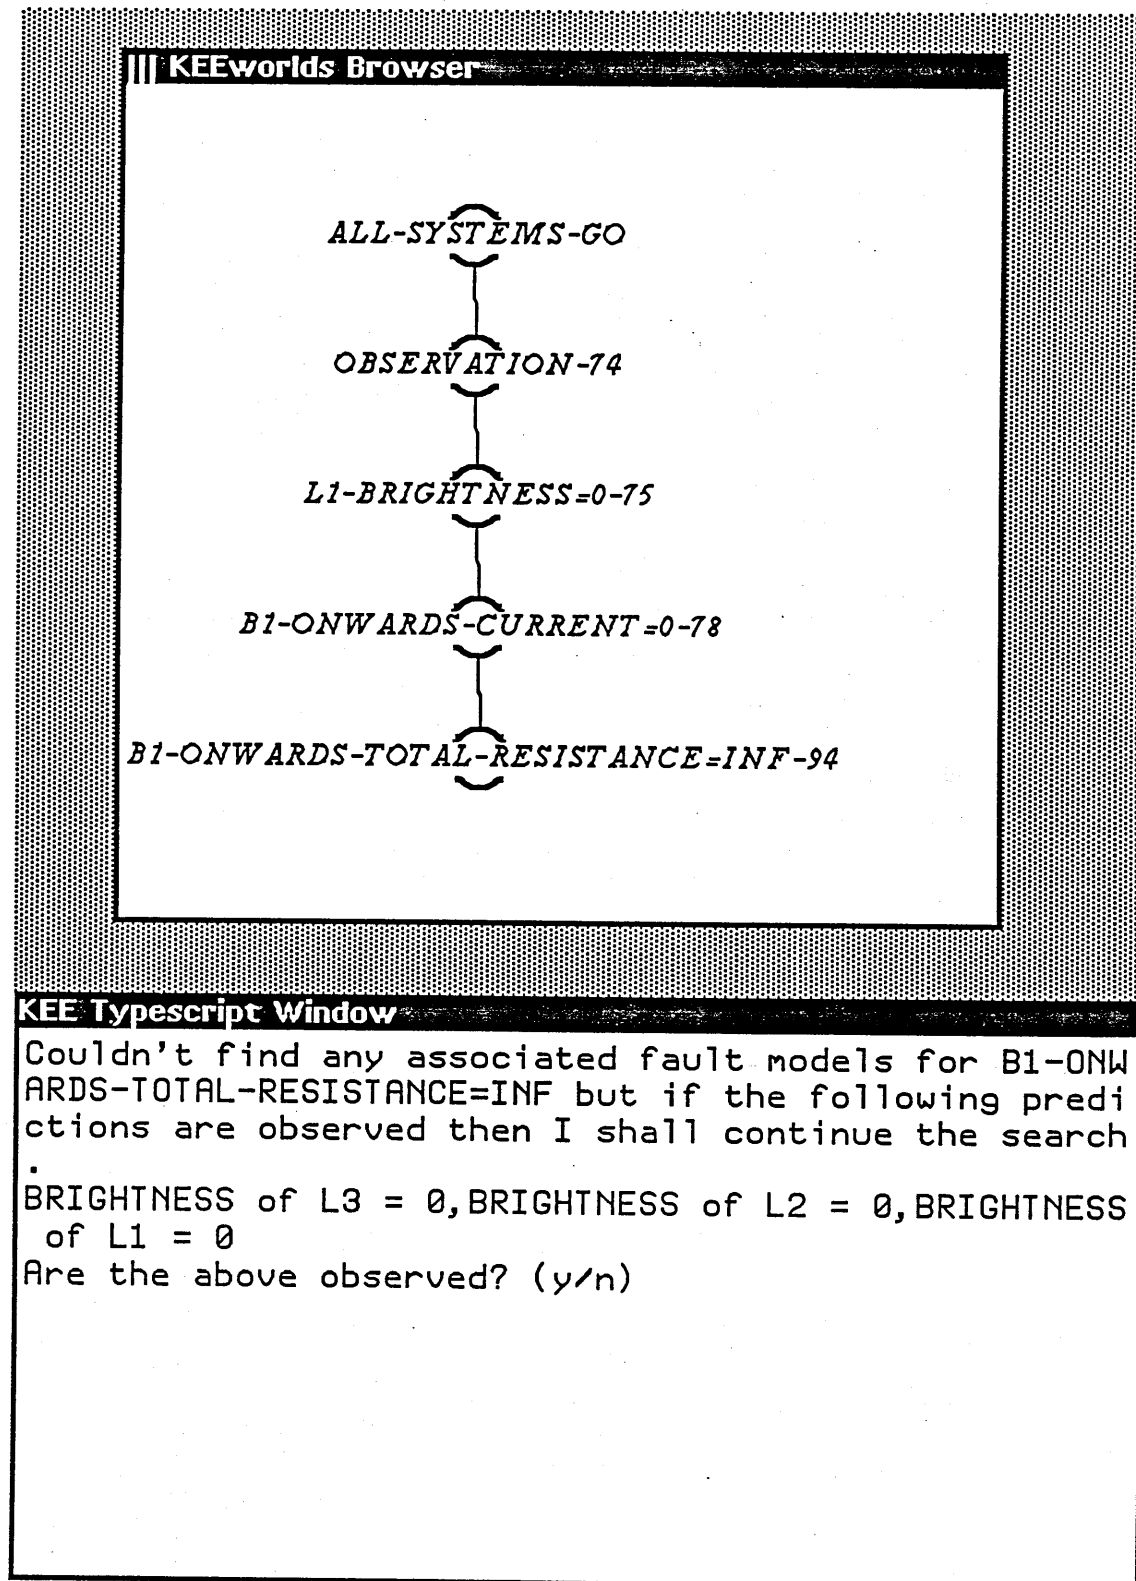 ||| KEEworlds Browser
ALL-SYSTEMS-GO
OBSERVATION-74
L1-BRIGHTNESS=0-75
B1-ONWARDS-CURRENT=0-78
B1-ONWARDS-TOTAL-RESISTANCE=INF-94
KEE Typescript Window
Couldn't find any associated fault models for B1-ONW
ARDS-TOTAL-RESISTANCE=INF but if the following predi
ctions are observed then I shall continue the search
.
BRIGHTNESS of L3 = 0,BRIGHTNESS of L2 = 0,BRIGHTNESS
of L1 = 0
Are the above observed? (y/n)